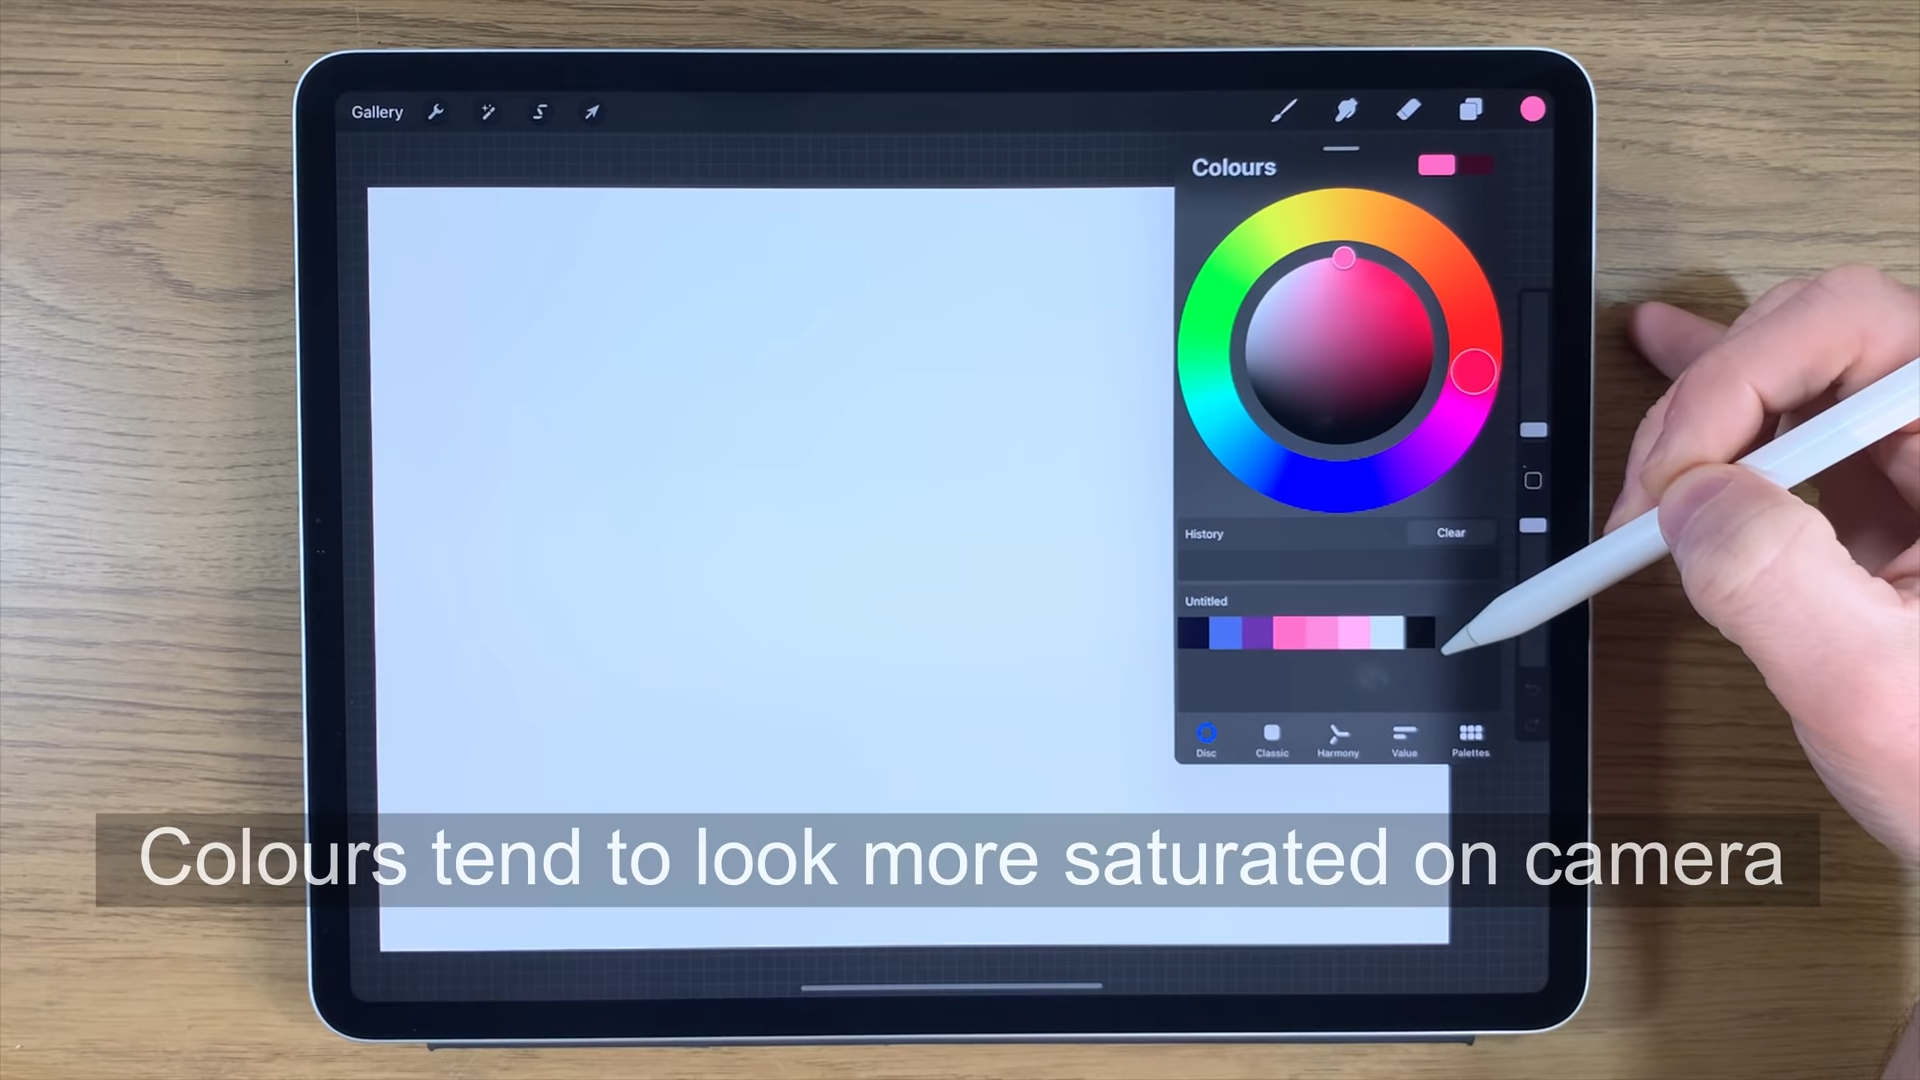 Gallery
Colours
History
Clear
Untitled
Disc
Classic
Harmony
Value
Palettes
Colours tend to look more saturated on camera